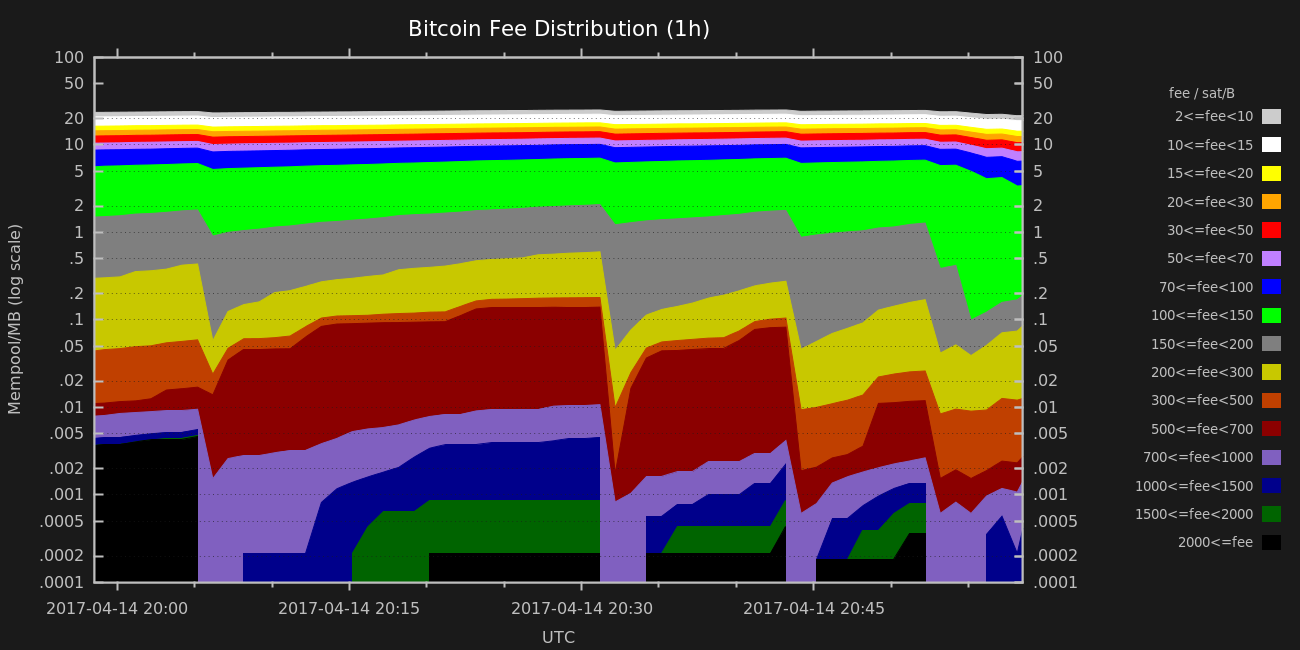 Bitcoin Fee Distribution (1h)
100 100
50 50
20 20
10 10
5 5
2 2
1 1
.5 .5
.2 .2
.1 .1
.05 .05
.02 .02
.01 .01
.005 .005
.002 .002
.001 .001
.0005 .0005
.0002 .0002
.0001 .0001
Mempool/MB (log scale)
2017-04-14 20:00 2017-04-14 20:15 2017-04-14 20:30 2017-04-14 20:45
UTC
fee / sat/B
2<=fee<10
10<=fee<15
15<=fee<20
20<=fee<30
30<=fee<50
50<=fee<70
70<=fee<100
100<=fee<150
150<=fee<200
200<=fee<300
300<=fee<500
500<=fee<700
700<=fee<1000
1000<=fee<1500
1500<=fee<2000
2000<=fee